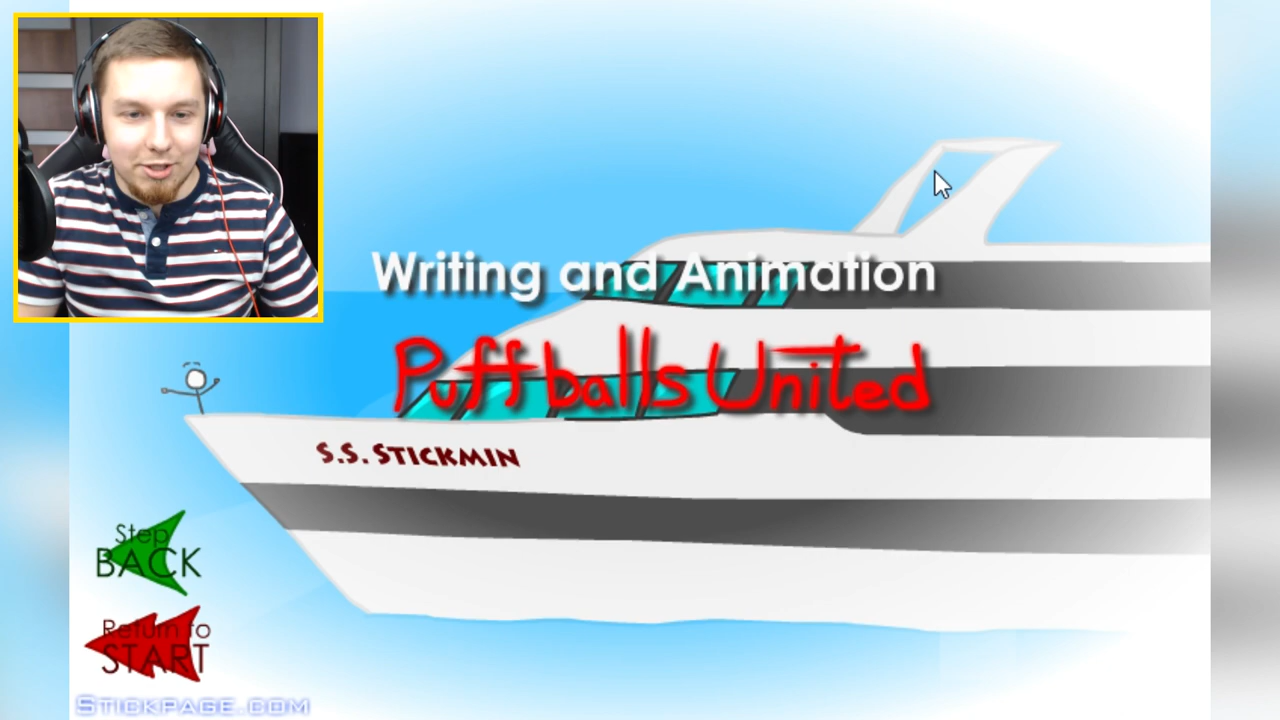 Writing and Animation
Puffballs United
S.S. STICKMIN
Step
BACK
Return to
START
STICKPAGE.COM